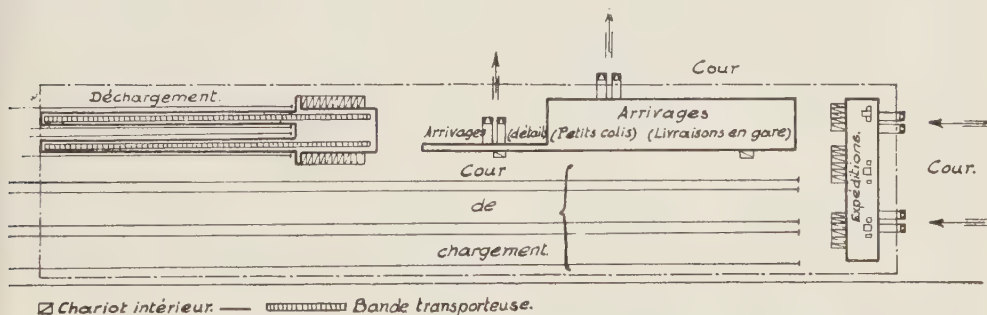 Cour
Déchargement.
Arrivages
Arrivages (détail) (Petits colis) (Livraisons en gare)
Expéditions.
Cour.
Cour
de
chargement.
Chariot intérieur. — Bande transporteuse.